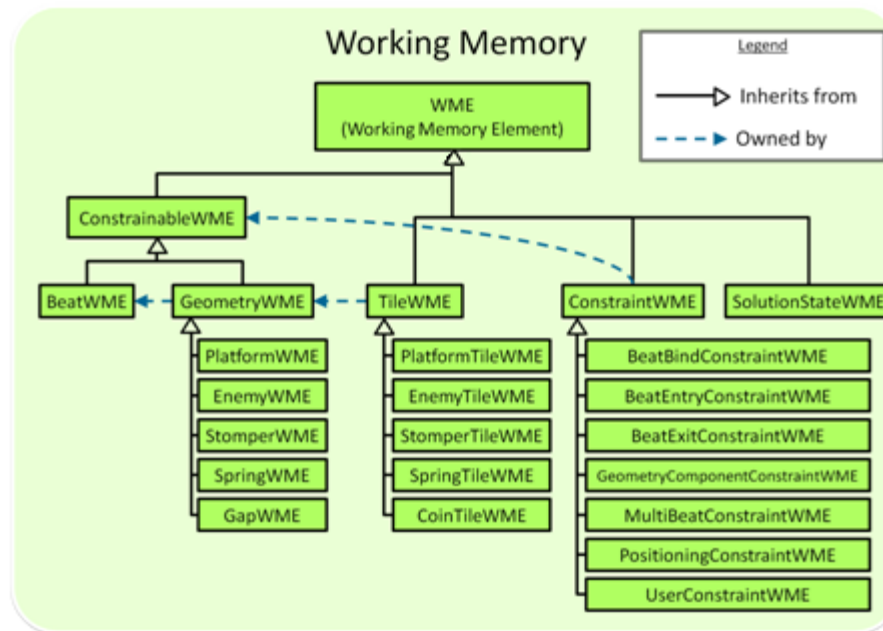 Working Memory
Legend
Inherits from
Owned by
WME
(Working Memory Element)
ConstrainableWME
BeatWME
GeometryWME
TileWME
ConstraintWME
SolutionStateWME
PlatformWME
EnemyWME
StomperWME
SpringWME
GapWME
PlatformTileWME
EnemyTileWME
StomperTileWME
SpringTileWME
CoinTileWME
BeatBindConstraintWME
BeatEntryConstraintWME
BeatExitConstraintWME
GeometryComponentConstraintWME
MultiBeatConstraintWME
PositioningConstraintWME
UserConstraintWME